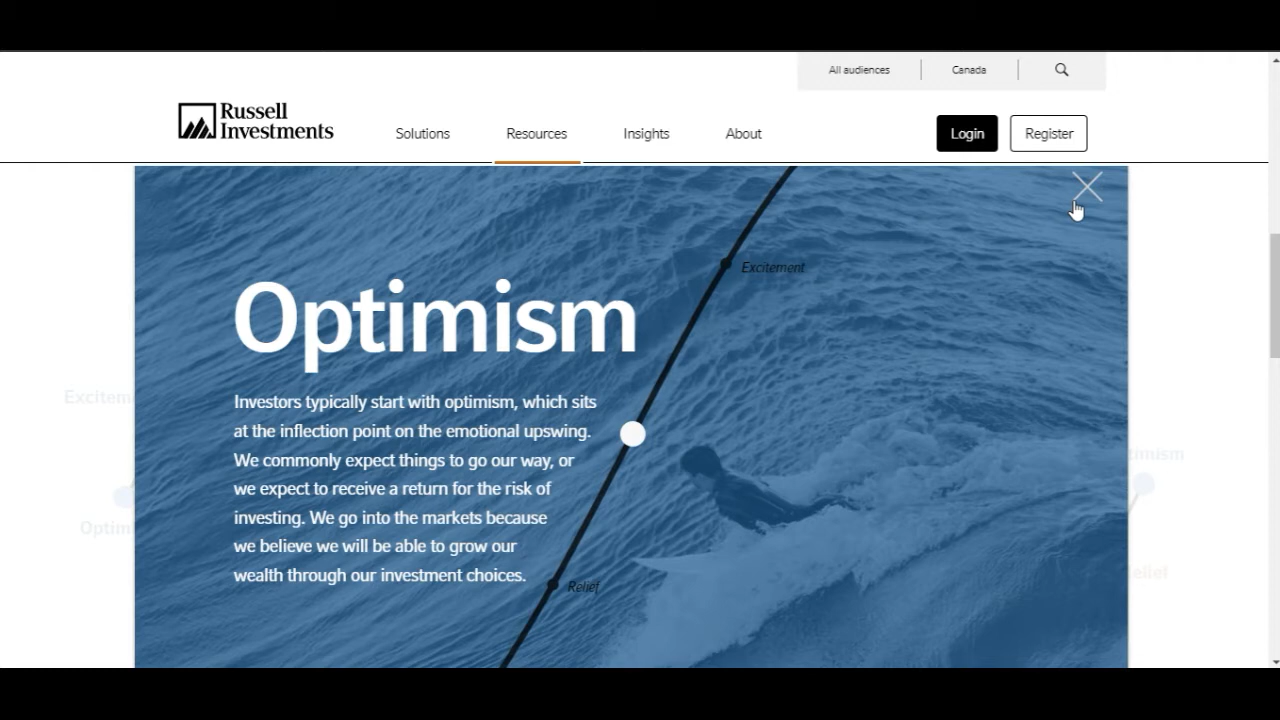 All audiences
Canada
Russell
Investments
Solutions
Resources
Insights
About
Login
Register
Excitement
Optimism
Investors typically start with optimism, which sits
at the inflection point on the emotional upswing.
We commonly expect things to go our way, or
we expect to receive a return for the risk of
investing. We go into the markets because
we believe we will be able to grow our
wealth through our investment choices.
Relief